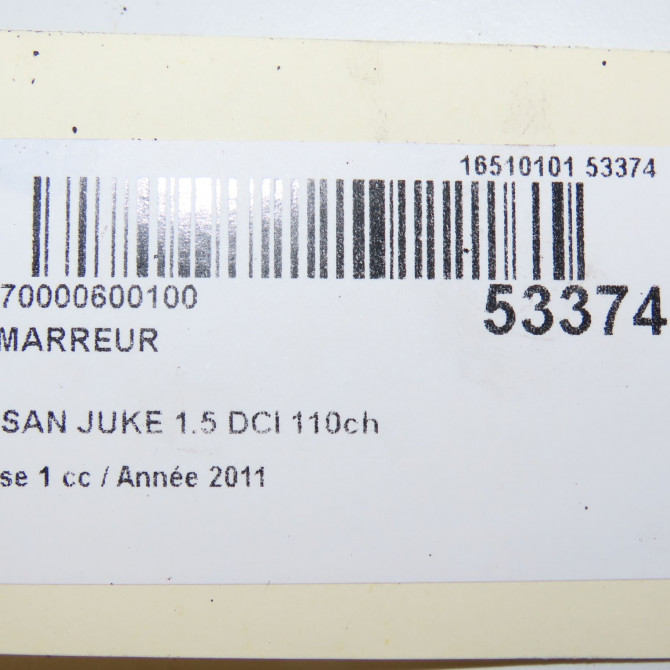 16510101 53374
70000600100
53374
MARREUR
SAN JUKE 1.5 DCI 110ch
se 1 cc / Année 2011